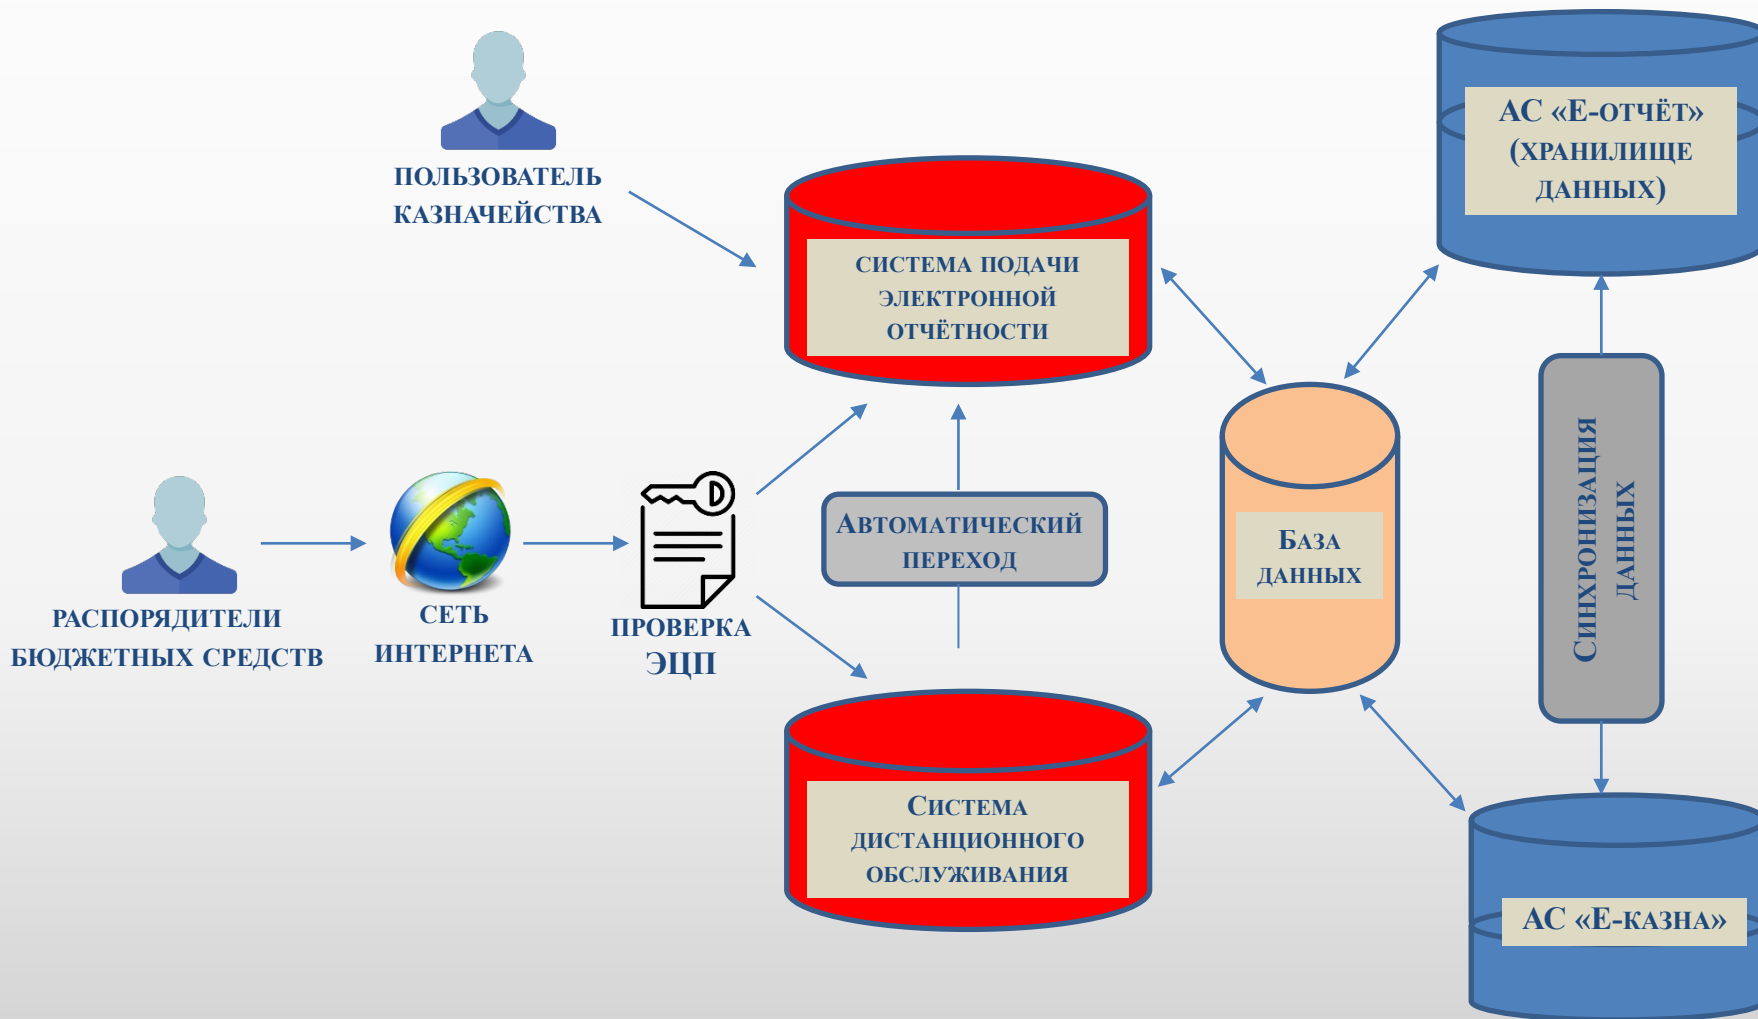 ПОЛЬЗОВАТЕЛЬ
КАЗНАЧЕЙСТВА
АС «Е-ОТЧЁТ»
(ХРАНИЛИЩЕ
ДАННЫХ)
СИСТЕМА ПОДАЧИ
ЭЛЕКТРОННОЙ
ОТЧЁТНОСТИ
РАСПОРЯДИТЕЛИ
БЮДЖЕТНЫХ СРЕДСТВ
СЕТЬ
ИНТЕРНЕТА
ПРОВЕРКА
ЭЦП
АВТОМАТИЧЕСКИЙ
ПЕРЕХОД
БАЗА
ДАННЫХ
СИНХРОНИЗАЦИЯ
ДАННЫХ
СИСТЕМА
ДИСТАНЦИОННОГО
ОБСЛУЖИВАНИЯ
АС «Е-КАЗНА»